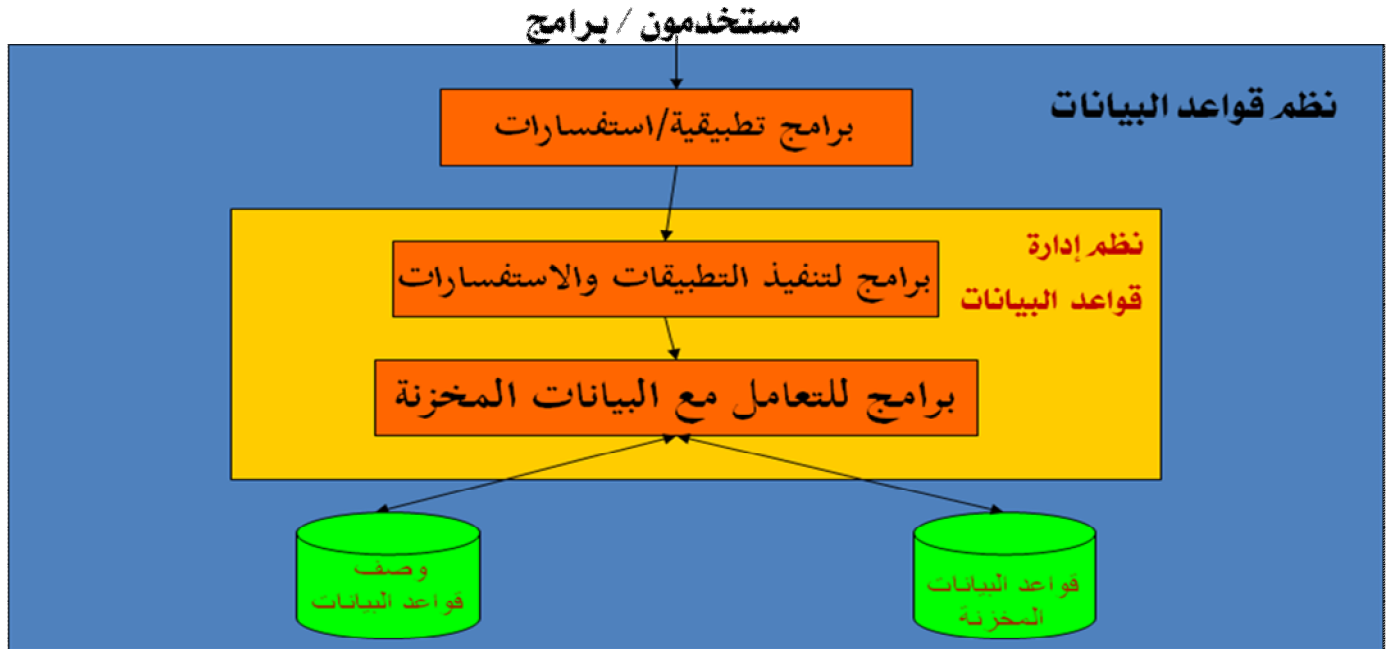 مستخدمون / برامج
نظم قواعد البيانات
برامج تطبيقية/استفسارات
نظم إدارة
قواعد البيانات
برامج لتنفيذ التطبيقات والاستفسارات
برامج للتعامل مع البيانات المخزنة
وصف
قواعد البيانات
قواعد البيانات
المخزنة